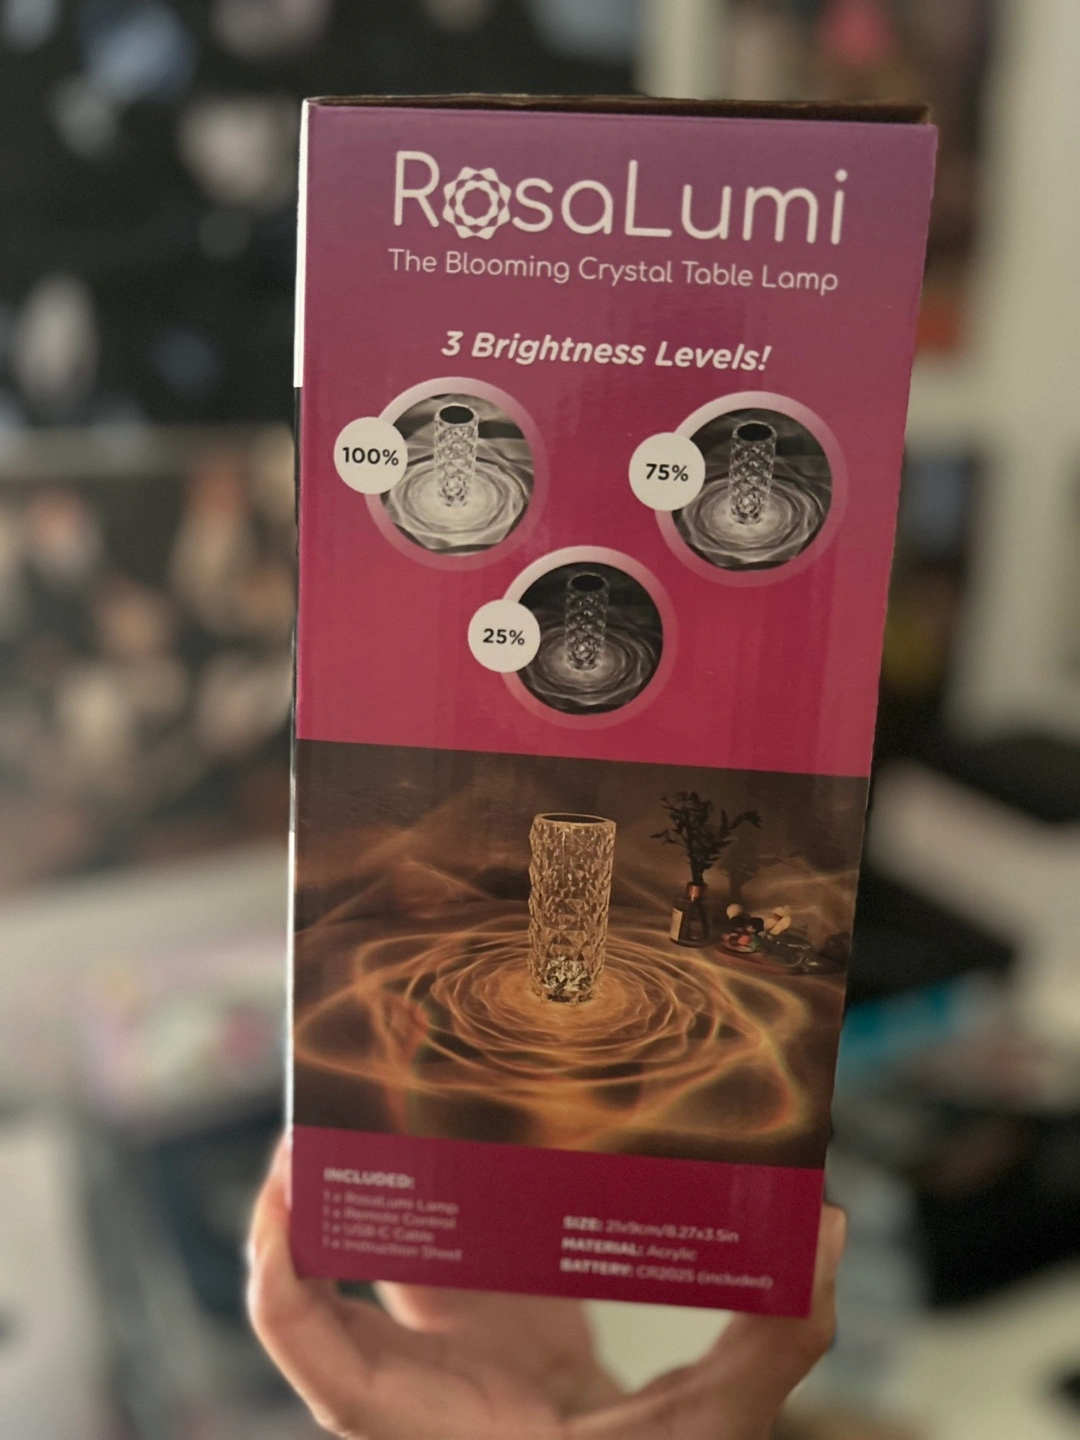 RosaLumi
The Blooming Crystal Table Lamp
3 Brightness Levels!
100%
75%
25%
INCLUDED:
1 x RosaLumi Lamp
1 x Remote Control
1 x USB-C Cable
1 x Instruction Sheet
SIZE: 21x9cm/8.27x3.5in
MATERIAL: Acrylic
BATTERY: CR2025 (included)